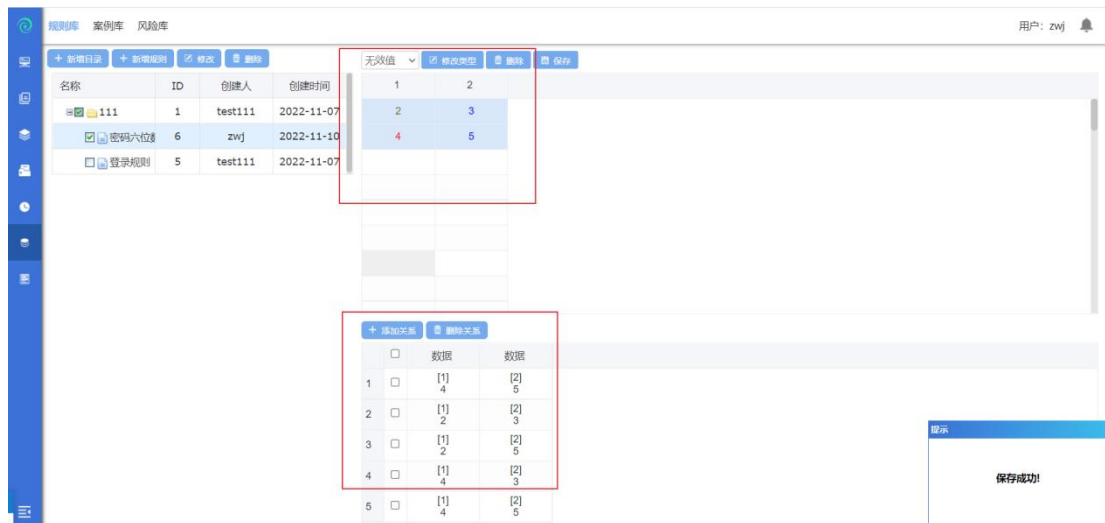 规则库 案例库 风险库
用户：zwj
+ 新增目录 + 新增规则 修改 删除
名称 ID 创建人 创建时间
111 1 test111 2022-11-07
密码六位数 6 zwj 2022-11-10
登录规则 5 test111 2022-11-07
无效值 修改类型 删除 保存
1 2
2 3
4 5
+ 添加关系 删除关系
数据 数据
1 [1] [2]
4 5
2 [1] [2]
2 3
3 [1] [2]
2 5
4 [1] [2]
4 3
5 [1] [2]
4 5
提示
保存成功!